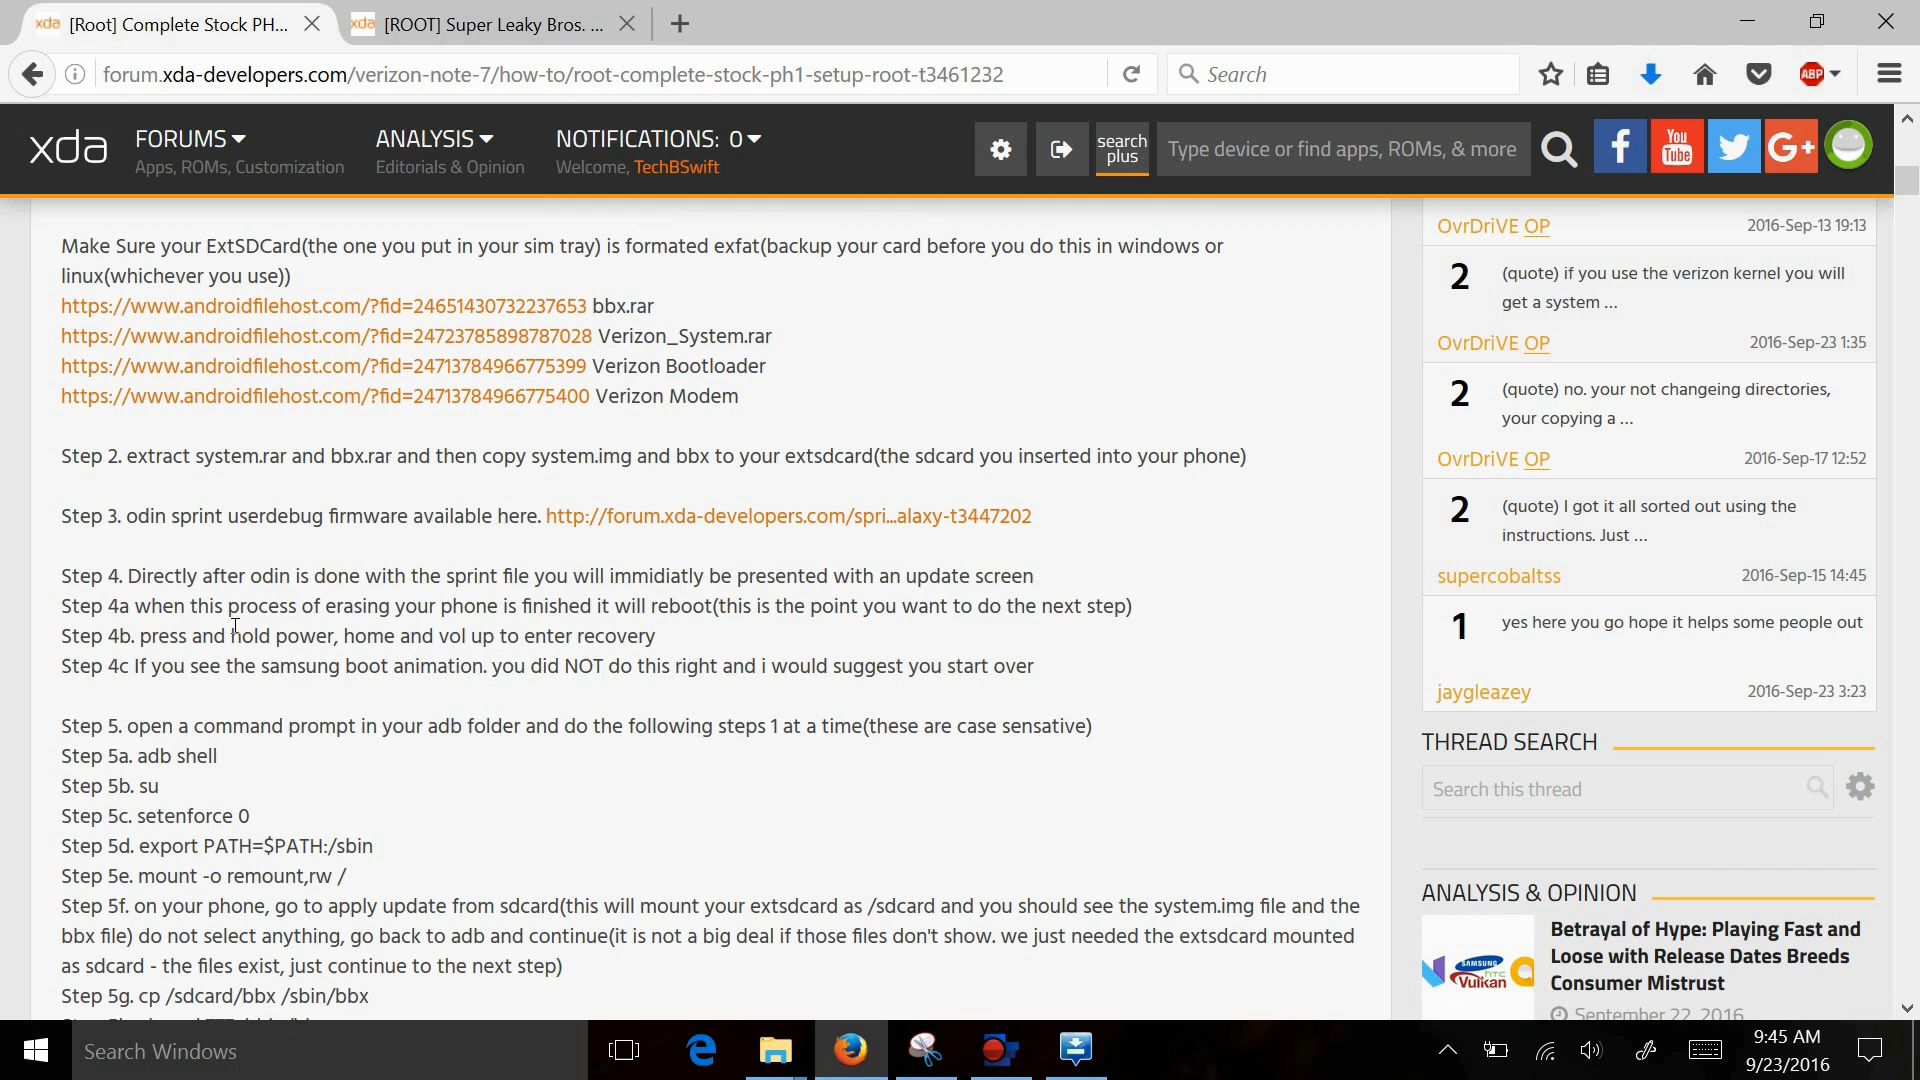 xda [Root] Complete Stock PH...
xda [ROOT] Super Leaky Bros. ...
forum.xda-developers.com/verizon-note-7/how-to/root-complete-stock-ph1-setup-root-t3461232
Search
ABP
xda
FORUMS
Apps, ROMs, Customization
ANALYSIS
Editorials & Opinion
NOTIFICATIONS: 0
Welcome, TechBSwift
search
plus
Type device or find apps, ROMs, & more
f
You
Tube
G+
Make Sure your ExtSDCard(the one you put in your sim tray) is formated exfat(backup your card before you do this in windows or
linux(whichever you use))
https://www.androidfilehost.com/?fid=24651430732237653 bbx.rar
https://www.androidfilehost.com/?fid=24723785898787028 Verizon_System.rar
https://www.androidfilehost.com/?fid=24713784966775399 Verizon Bootloader
https://www.androidfilehost.com/?fid=24713784966775400 Verizon Modem
Step 2. extract system.rar and bbx.rar and then copy system.img and bbx to your extsdcard(the sdcard you inserted into your phone)
Step 3. odin sprint userdebug firmware available here. http://forum.xda-developers.com/spri...alaxy-t3447202
Step 4. Directly after odin is done with the sprint file you will immidiatly be presented with an update screen
Step 4a when this process of erasing your phone is finished it will reboot(this is the point you want to do the next step)
Step 4b. press and hold power, home and vol up to enter recovery
Step 4c If you see the samsung boot animation. you did NOT do this right and i would suggest you start over
Step 5. open a command prompt in your adb folder and do the following steps 1 at a time(these are case sensative)
Step 5a. adb shell
Step 5b. su
Step 5c. setenforce 0
Step 5d. export PATH=$PATH:/sbin
Step 5e. mount -o remount,rw /
Step 5f. on your phone, go to apply update from sdcard(this will mount your extsdcard as /sdcard and you should see the system.img file and the
bbx file) do not select anything, go back to adb and continue(it is not a big deal if those files don't show. we just needed the extsdcard mounted
as sdcard - the files exist, just continue to the next step)
Step 5g. cp /sdcard/bbx /sbin/bbx
OvrDriVE OP 2016-Sep-13 19:13
2 (quote) if you use the verizon kernel you will
get a system ...
OvrDriVE OP 2016-Sep-23 1:35
2 (quote) no. your not changeing directories,
your copying a ...
OvrDriVE OP 2016-Sep-17 12:52
2 (quote) I got it all sorted out using the
instructions. Just ...
supercobaltss 2016-Sep-15 14:45
1 yes here you go hope it helps some people out
jaygleazey 2016-Sep-23 3:23
THREAD SEARCH
Search this thread
ANALYSIS & OPINION
SAMSUNG
htc
Vulkan
Betrayal of Hype: Playing Fast and
Loose with Release Dates Breeds
Consumer Mistrust
September 22, 2016
Search Windows
9:45 AM
9/23/2016